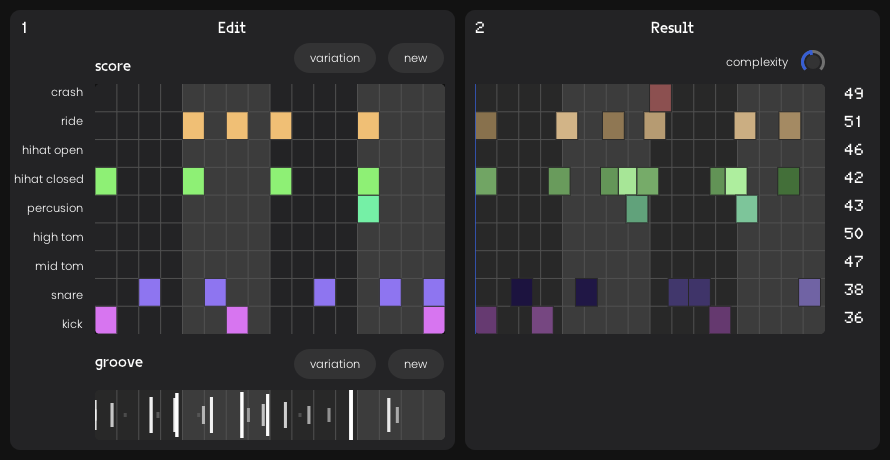 1
Edit
score
variation
new
crash
ride
hihat open
hihat closed
percusion
high tom
mid tom
snare
kick
groove
variation
new
2
Result
complexity
49
51
46
42
43
50
47
38
36